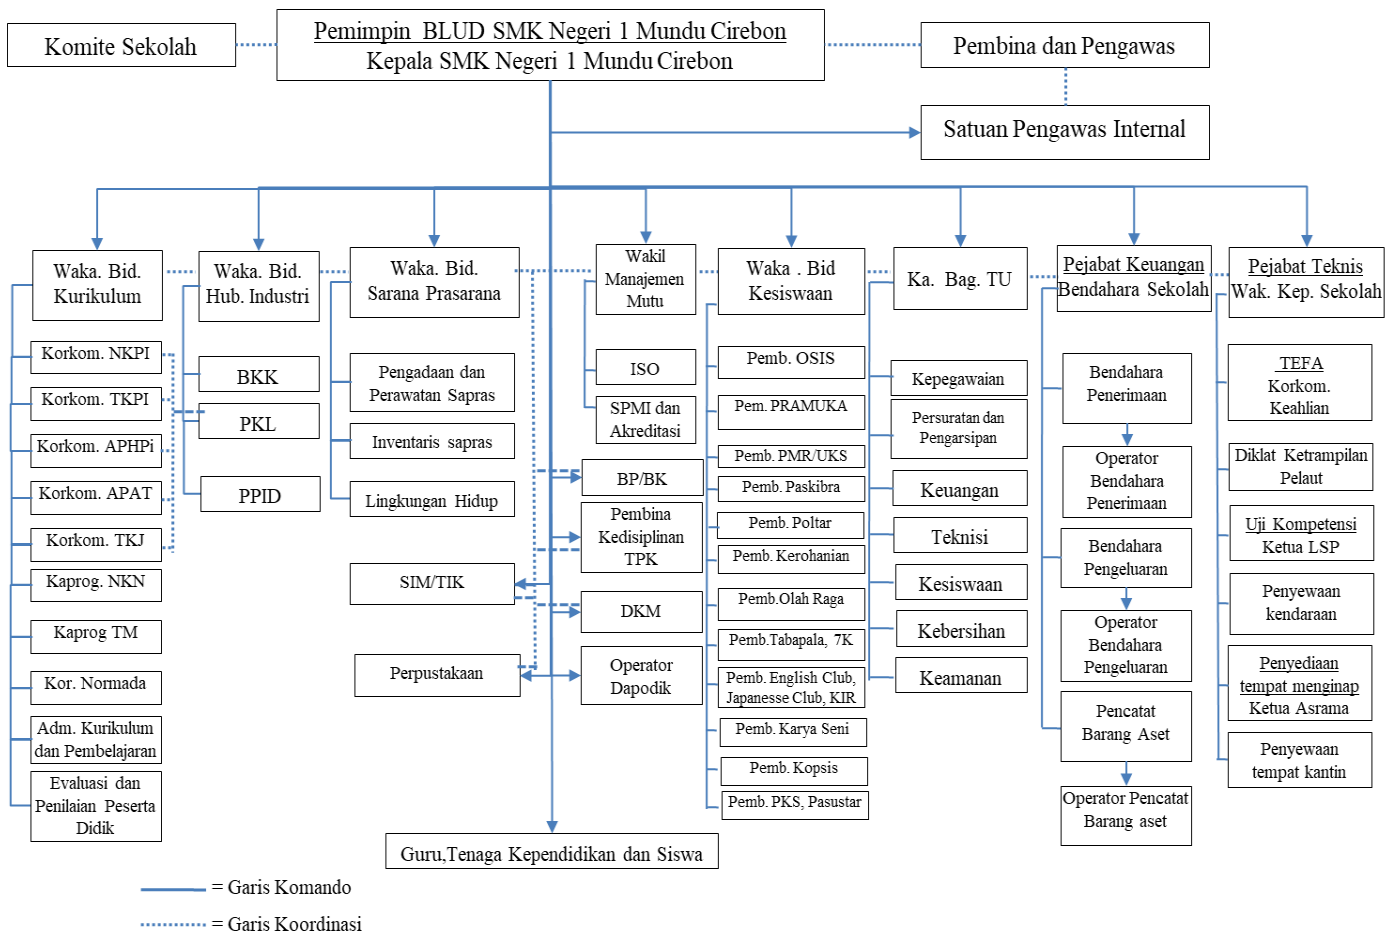 Komite Sekolah
Pemimpin BLUD SMK Negeri 1 Mundu Cirebon
Kepala SMK Negeri 1 Mundu Cirebon
Pembina dan Pengawas
Satuan Pengawas Internal
Waka. Bid.
Kurikulum
Korkom. NKPI
Korkom. TKPI
Korkom. APHPi
Korkom. APAT
Korkom. TKJ
Kaprog. NKN
Kaprog TM
Kor. Normada
Adm. Kurikulum
dan Pembelajaran
Evaluasi dan
Penilaian Peserta
Didik
Waka. Bid.
Hub. Industri
BKK
PKL
PPID
Waka. Bid.
Sarana Prasarana
Pengadaan dan
Perawatan Sapras
Inventaris sapras
Lingkungan Hidup
SIM/TIK
Perpustakaan
Wakil
Manajemen
Mutu
ISO
SPMI dan
Akreditasi
BP/BK
Pembina
Kedisiplinan
TPK
DKM
Operator
Dapodik
Waka . Bid
Kesiswaan
Pemb. OSIS
Pem. PRAMUKA
Pemb. PMR/UKS
Pemb. Paskibra
Pemb. Poltar
Pemb. Kerohanian
Pemb.Olah Raga
Pemb.Tabapala, 7K
Pemb. English Club,
Japanesse Club, KIR
Pemb. Karya Seni
Pemb. Kopsis
Pemb. PKS, Pasustar
Ka. Bag. TU
Kepegawaian
Persuratan dan
Pengarsipan
Keuangan
Teknisi
Kesiswaan
Kebersihan
Keamanan
Pejabat Keuangan
Bendahara Sekolah
Bendahara
Penerimaan
Operator
Bendahara
Penerimaan
Bendahara
Pengeluaran
Operator
Bendahara
Pengeluaran
Pencatat
Barang Aset
Operator Pencatat
Barang aset
Pejabat Teknis
Wak. Kep. Sekolah
TEFA
Korkom.
Keahlian
Diklat Ketrampilan
Pelaut
Uji Kompetensi
Ketua LSP
Penyewaan
kendaraan
Penyediaan
tempat menginap
Ketua Asrama
Penyewaan
tempat kantin
Guru,Tenaga Kependidikan dan Siswa
= Garis Komando
= Garis Koordinasi